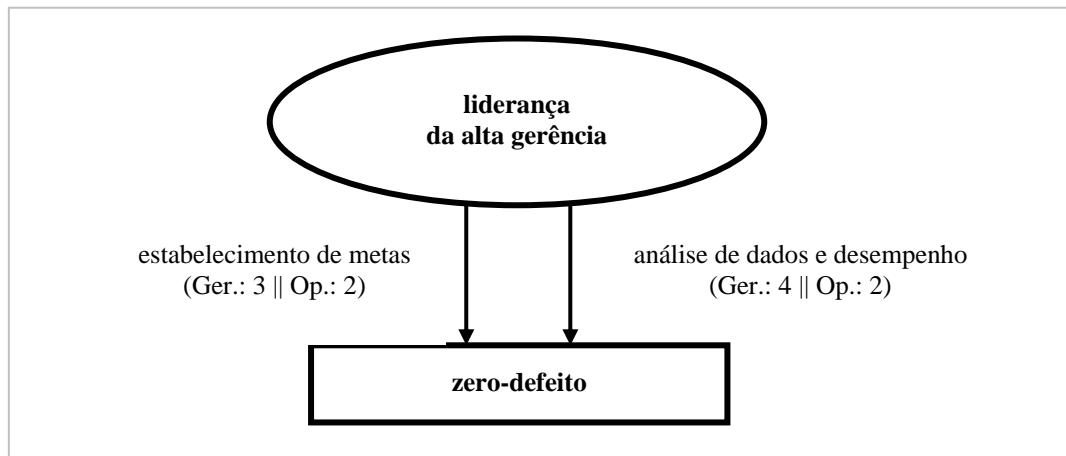 liderança
da alta gerência
estabelecimento de metas
(Ger.: 3 || Op.: 2)
análise de dados e desempenho
(Ger.: 4 || Op.: 2)
zero-defeito